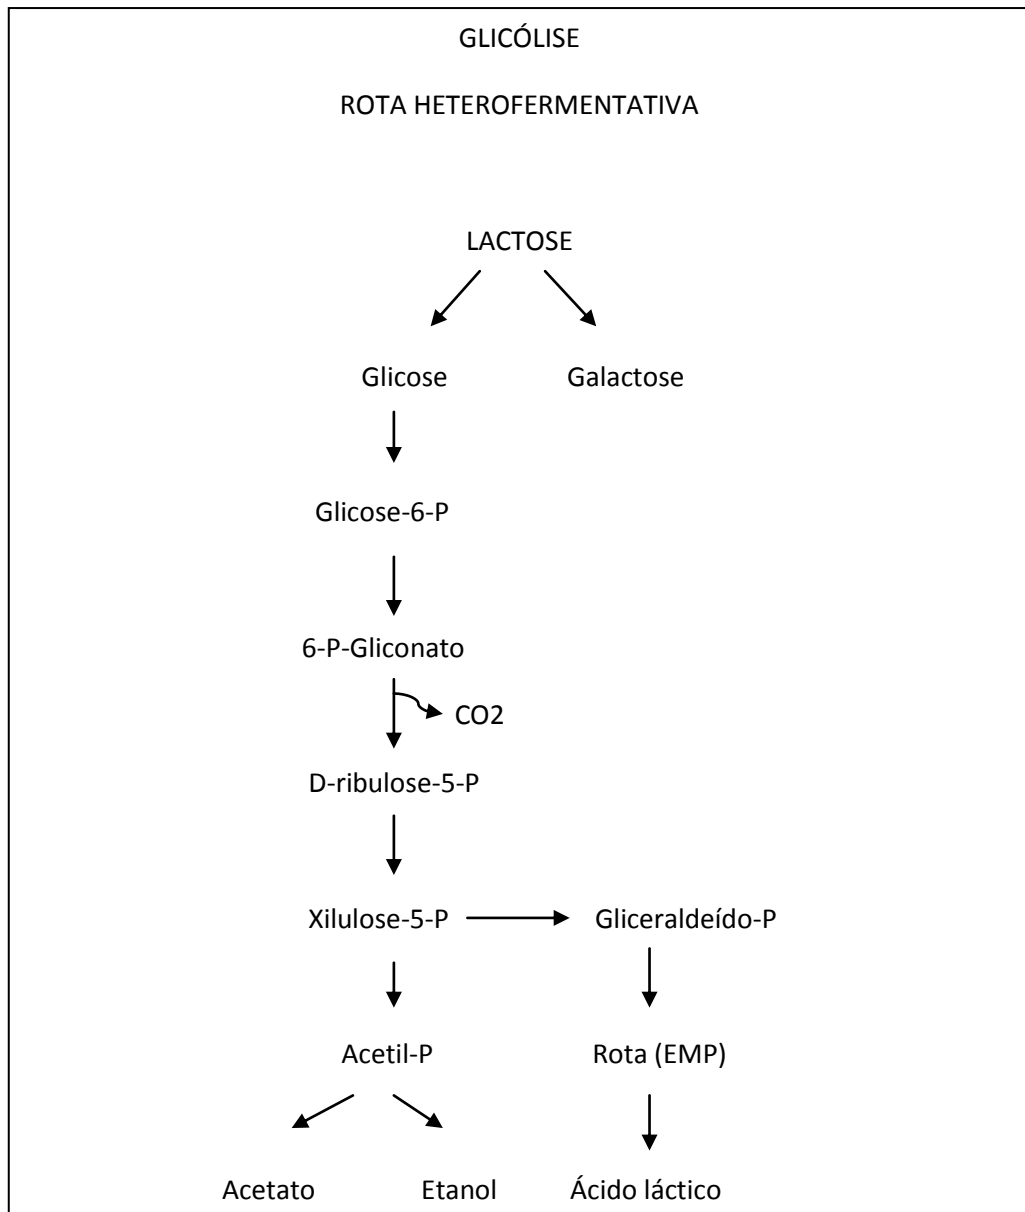 GLICÓLISE
ROTA HETEROFERMENTATIVA
LACTOSE
Glicose Galactose
Glicose-6-P
6-P-Gliconato
CO2
D-ribulose-5-P
Xilulose-5-P Gliceraldeído-P
Acetil-P Rota (EMP)
Acetato Etanol Ácido láctico